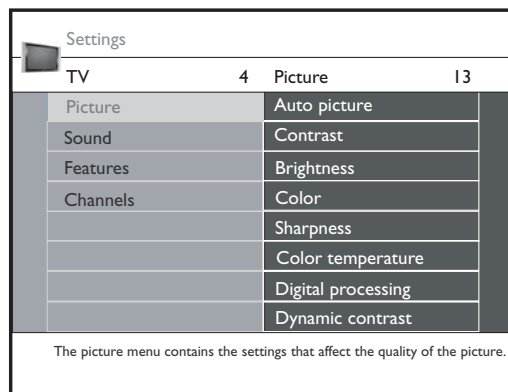 Settings
TV 4 Picture 13
Picture Auto picture
Sound Contrast
Features Brightness
Channels Color
Sharpness
Color temperature
Digital processing
Dynamic contrast
The picture menu contains the settings that affect the quality of the picture.